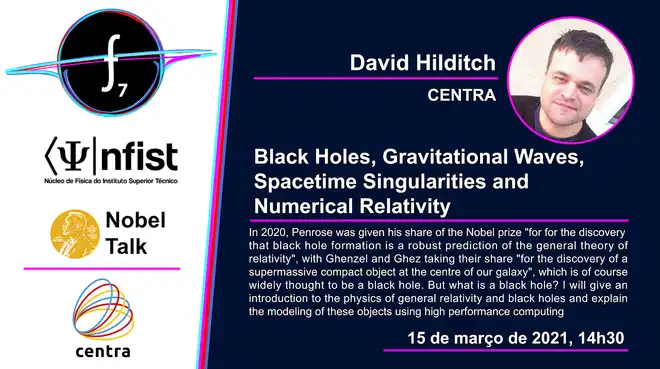 f
7
⟨Ψ|nfist
Núcleo de Física do Instituto Superior Técnico
Nobel
Talk
centra
David Hilditch
CENTRA
Black Holes, Gravitational Waves,
Spacetime Singularities and
Numerical Relativity
In 2020, Penrose was given his share of the Nobel prize "for for the discovery
that black hole formation is a robust prediction of the general theory of
relativity", with Ghenzel and Ghez taking their share "for the discovery of a
supermassive compact object at the centre of our galaxy", which is of course
widely thought to be a black hole. But what is a black hole? I will give an
introduction to the physics of general relativity and black holes and explain
the modeling of these objects using high performance computing
15 de março de 2021, 14h30